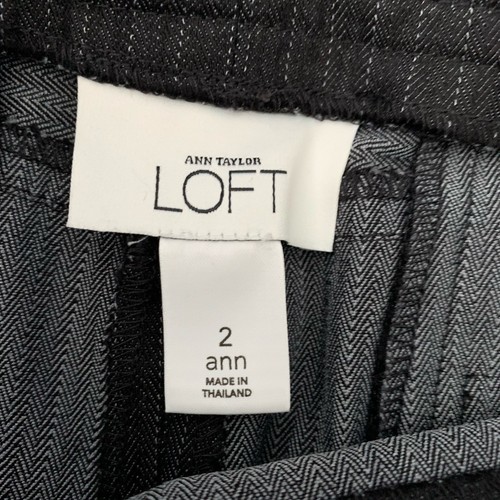 ANN TAYLOR
LOFT
2
ann
MADE IN
THAILAND